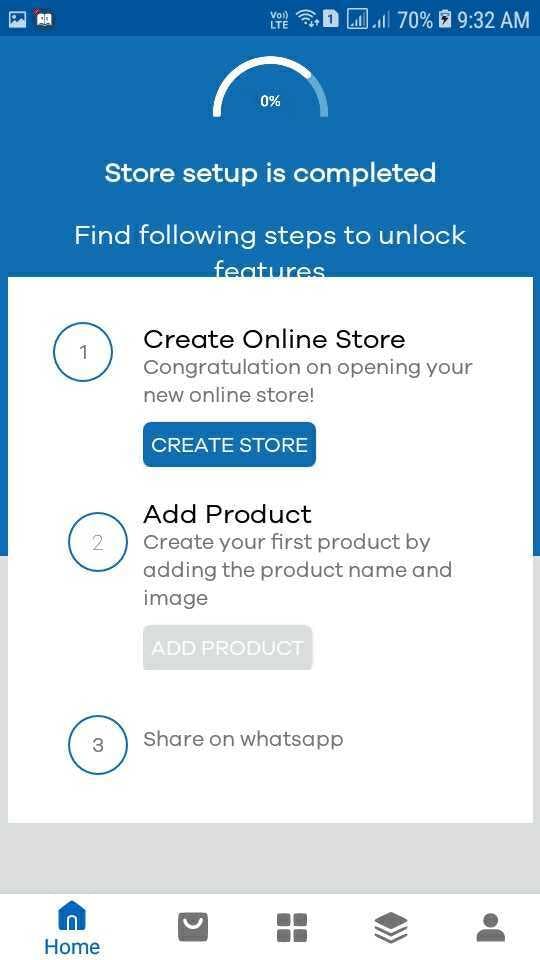 Vo))
LTE
1
70%
9:32 AM
0%
Store setup is completed
Find following steps to unlock
features
1
Create Online Store
Congratulation on opening your
new online store!
CREATE STORE
2
Add Product
Create your first product by
adding the product name and
image
ADD PRODUCT
3
Share on whatsapp
Home